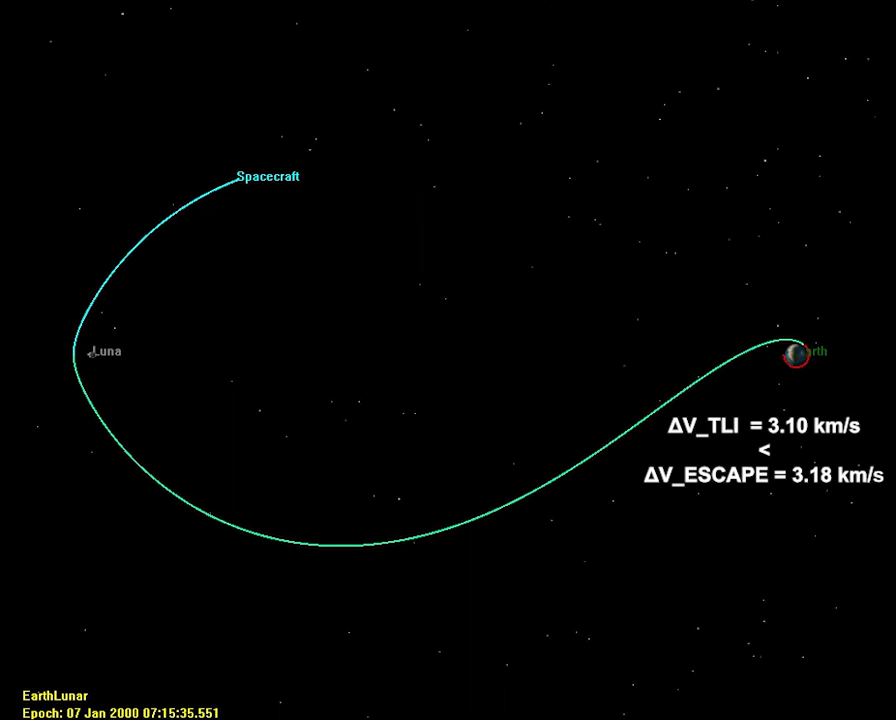 Spacecraft
Luna
arth
ΔV_TLI = 3.10 km/s
<
ΔV_ESCAPE = 3.18 km/s
EarthLunar
Epoch: 07 Jan 2000 07:15:35.551